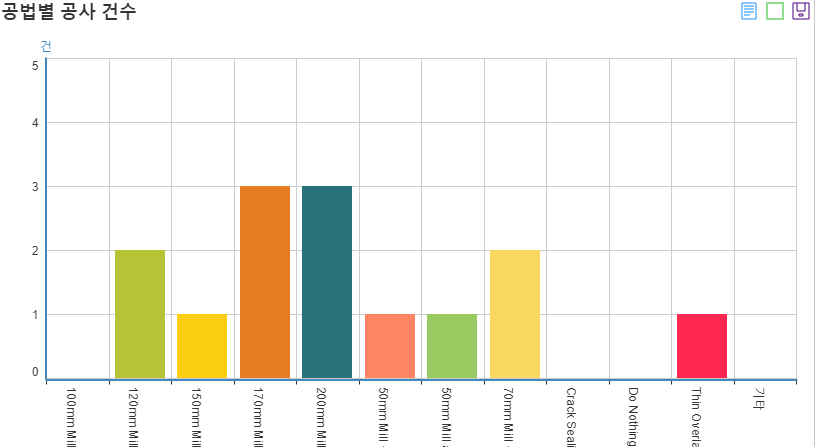 공법별 공사 건수
건
5
4
3
2
1
0
100mm Mill
120mm Mill
150mm Mill
170mm Mill
200mm Mill
50mm Mill
50mm Mill
70mm Mill
Crack Seali
Do Nothing
Thin Overla
기타